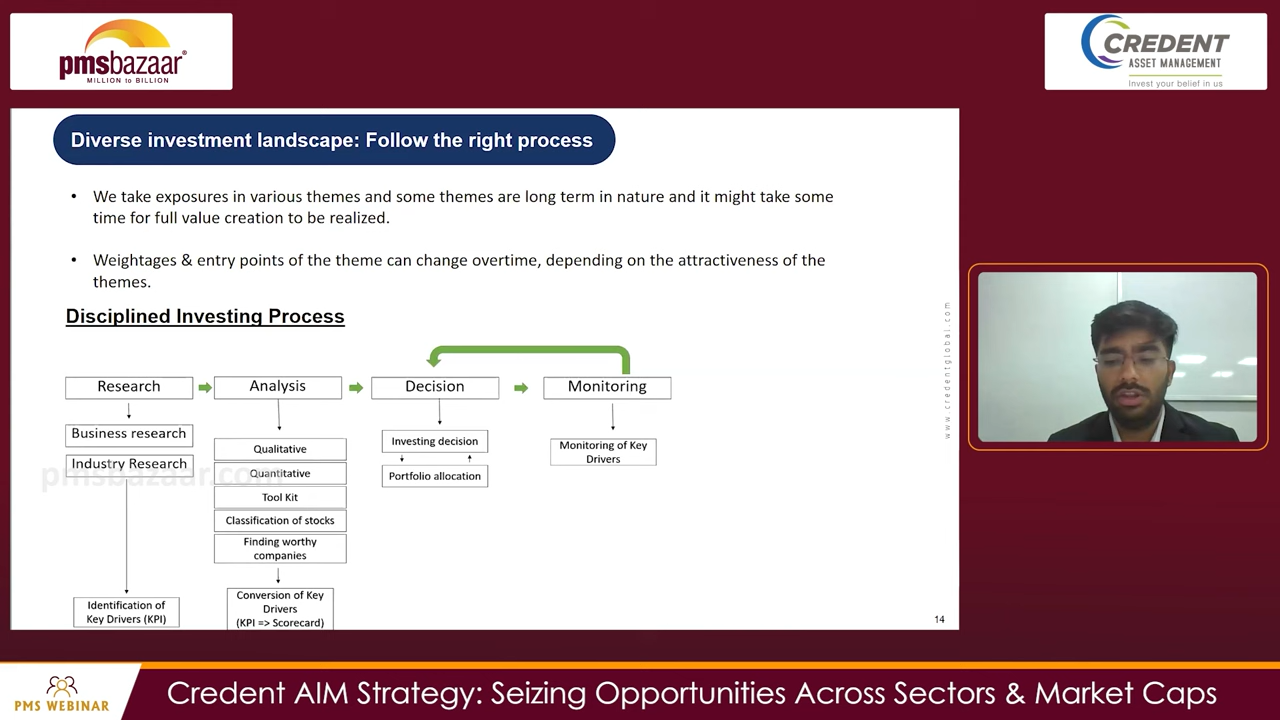 pmsbazaar®
MILLION to BILLION
CREDENT
ASSET MANAGEMENT
Invest your belief in us
Diverse investment landscape: Follow the right process
• We take exposures in various themes and some themes are long term in nature and it might take some
time for full value creation to be realized.
• Weightages & entry points of the theme can change overtime, depending on the attractiveness of the
themes.
Disciplined Investing Process
Research
Business research
Industry Research
Identification of
Key Drivers (KPI)
Analysis
Qualitative
Quantitative
Tool Kit
Classification of stocks
Finding worthy
companies
Conversion of Key
Drivers
(KPI => Scorecard)
Decision
Investing decision
Portfolio allocation
Monitoring
Monitoring of Key
Drivers
pmsbazaar.com
www.credentglobal.com
14
PMS WEBINAR
Credent AIM Strategy: Seizing Opportunities Across Sectors & Market Caps